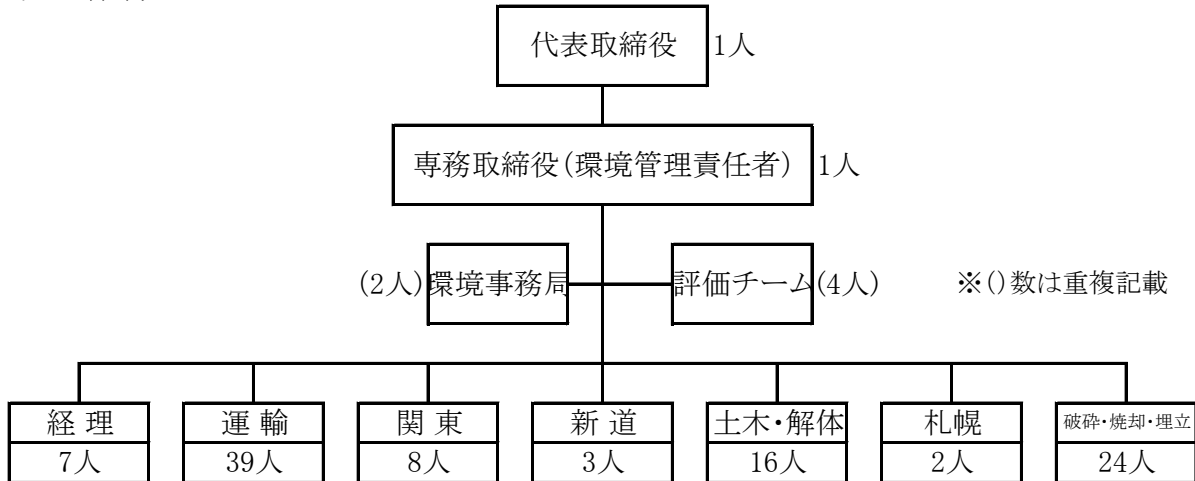 代表取締役 1人
専務取締役(環境管理責任者) 1人
(2人)環境事務局 評価チーム(4人) ※()数は重複記載
経理 運輸 関東 新道 土木・解体 札幌 破砕・焼却・埋立
7人 39人 8人 3人 16人 2人 24人